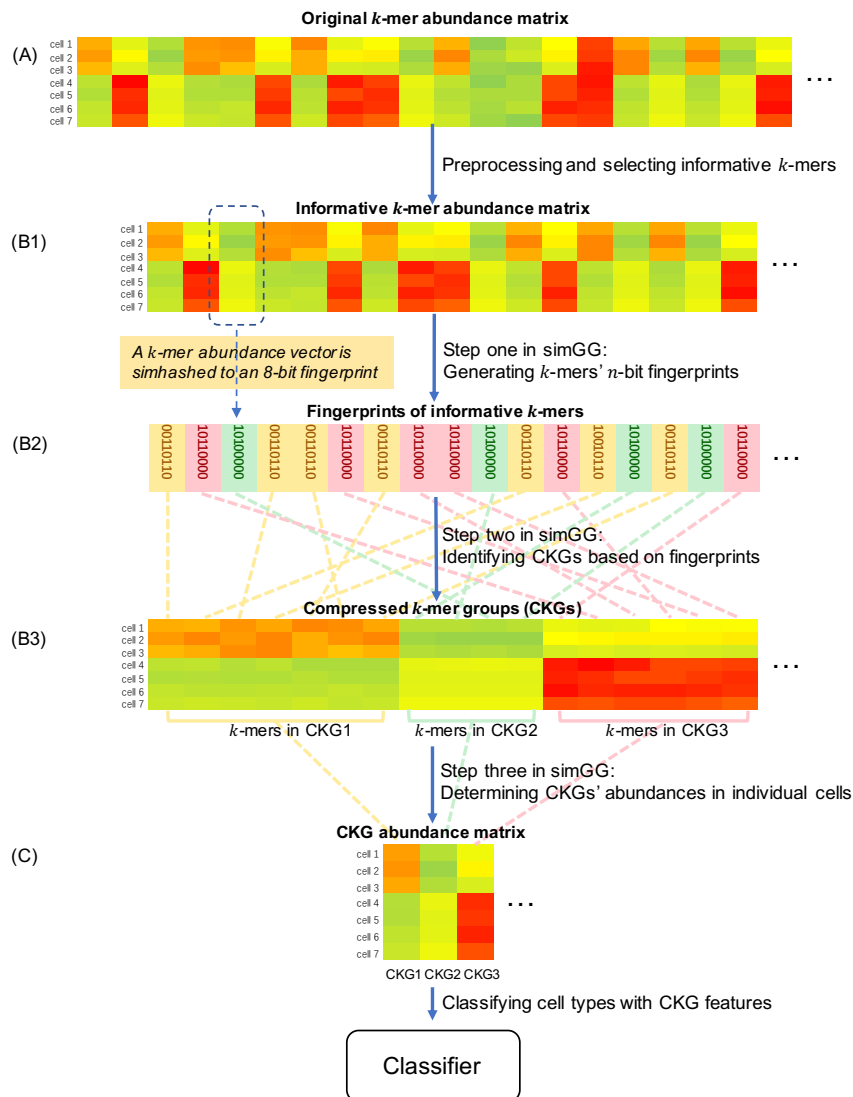 Original k-mer abundance matrix
(A)
cell 1
cell 2
cell 3
cell 4
cell 5
cell 6
cell 7
...
Preprocessing and selecting informative k-mers
Informative k-mer abundance matrix
(B1)
cell 1
cell 2
cell 3
cell 4
cell 5
cell 6
cell 7
...
A k-mer abundance vector is
simhashed to an 8-bit fingerprint
Step one in simGG:
Generating k-mers' n-bit fingerprints
Fingerprints of informative k-mers
(B2)
00110110
10110000
10100000
00110110
00110110
10110000
00110110
10110000
10110000
10100000
00110110
10110000
10010110
10100000
00110110
10100000
10110000
...
Step two in simGG:
Identifying CKGs based on fingerprints
Compressed k-mer groups (CKGs)
(B3)
cell 1
cell 2
cell 3
cell 4
cell 5
cell 6
cell 7
...
k-mers in CKG1 k-mers in CKG2 k-mers in CKG3
Step three in simGG:
Determining CKGs' abundances in individual cells
CKG abundance matrix
(C)
cell 1
cell 2
cell 3
cell 4
cell 5
cell 6
cell 7
...
CKG1 CKG2 CKG3
Classifying cell types with CKG features
Classifier